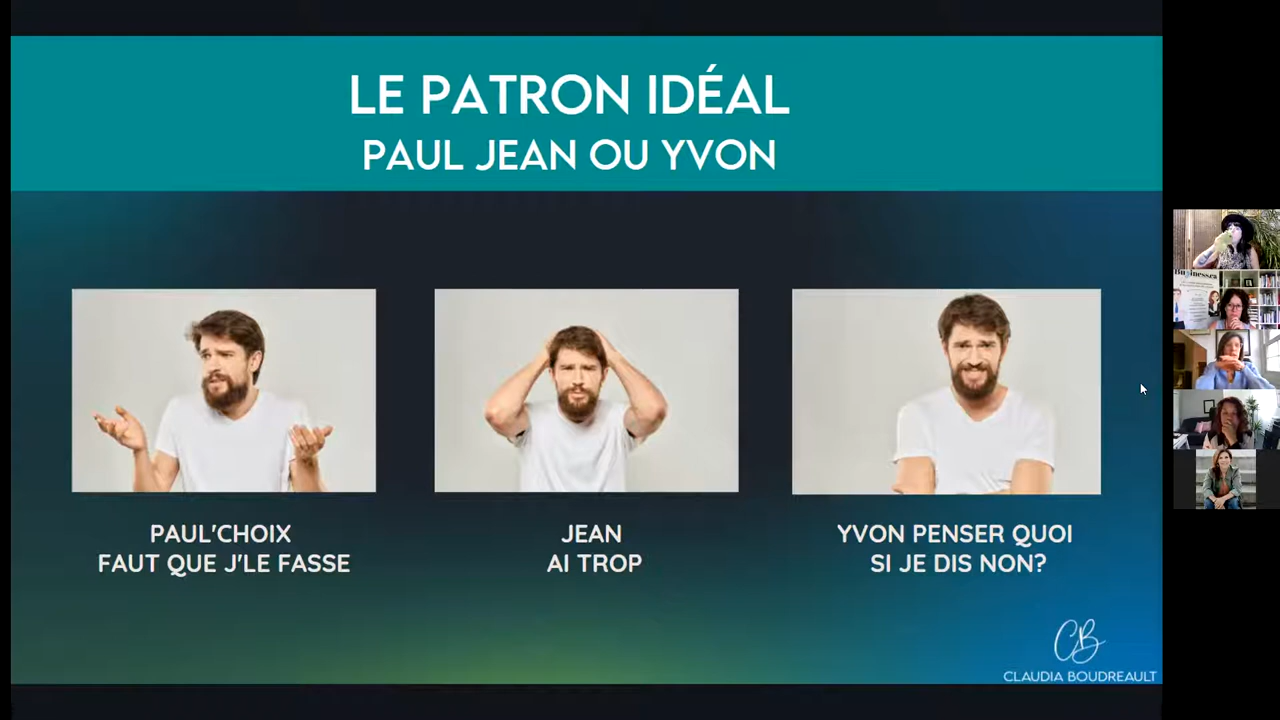 LE PATRON IDÉAL
PAUL JEAN OU YVON
PAUL'CHOIX
FAUT QUE J'LE FASSE
JEAN
AI TROP
YVON PENSER QUOI
SI JE DIS NON?
CB
CLAUDIA BOUDREAULT